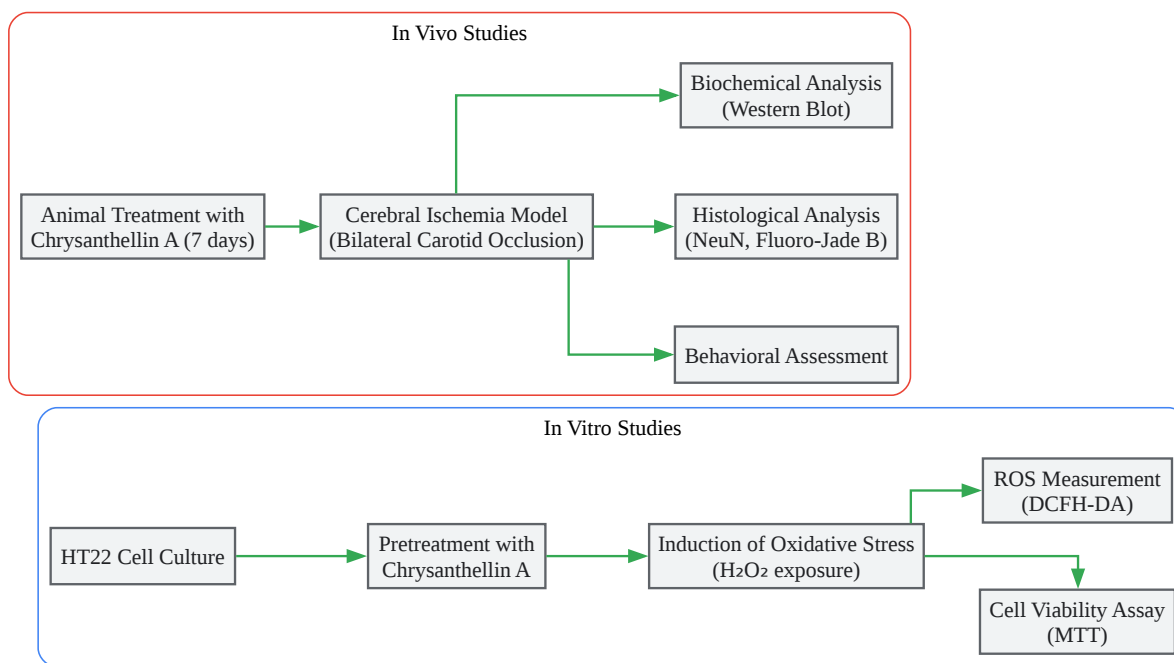 In Vivo Studies
Biochemical Analysis
(Western Blot)
Animal Treatment with
Chrysanthellin A (7 days)
Cerebral Ischemia Model
(Bilateral Carotid Occlusion)
Histological Analysis
(NeuN, Fluoro-Jade B)
Behavioral Assessment
In Vitro Studies
HT22 Cell Culture
Pretreatment with
Chrysanthellin A
Induction of Oxidative Stress
(H₂O₂ exposure)
ROS Measurement
(DCFH-DA)
Cell Viability Assay
(MTT)